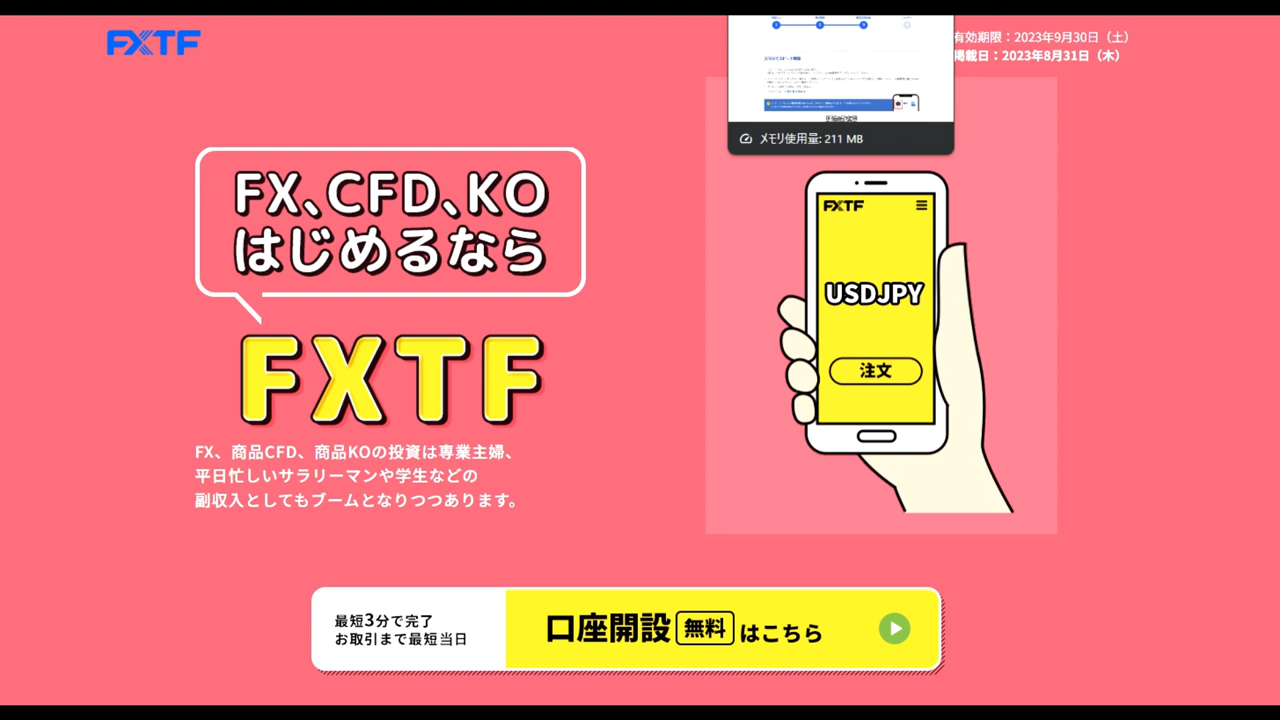 FXTF
有効期限：2023年9月30日（土）
掲載日：2023年8月31日（木）
メモリ使用量: 211 MB
FX、CFD、KO
はじめるなら
FXTF
FX、商品CFD、商品KOの投資は専業主婦、
平日忙しいサラリーマンや学生などの
副収入としてもブームとなりつつあります。
FXTF
USDJPY
注文
最短3分で完了
お取引まで最短当日
口座開設 無料 はこちら